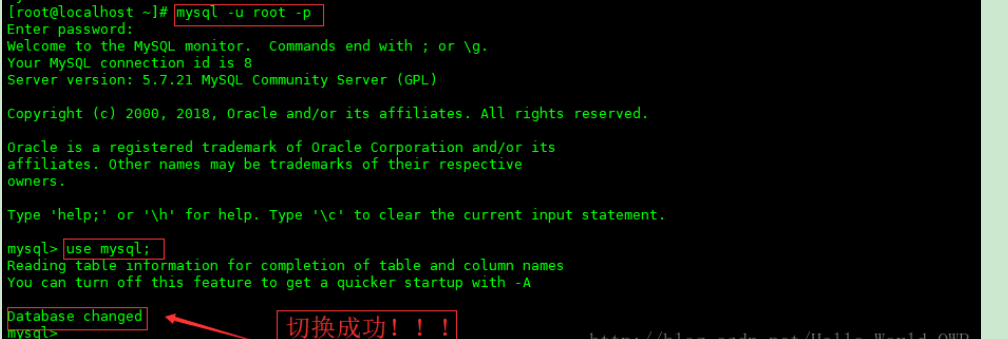 [root@localhost ~]# mysql -u root -p
Enter password:
Welcome to the MySQL monitor.  Commands end with ; or \g.
Your MySQL connection id is 8
Server version: 5.7.21 MySQL Community Server (GPL)
Copyright (c) 2000, 2018, Oracle and/or its affiliates. All rights reserved.
Oracle is a registered trademark of Oracle Corporation and/or its
affiliates. Other names may be trademarks of their respective
owners.
Type 'help;' or '\h' for help. Type '\c' to clear the current input statement.
mysql> use mysql;
Reading table information for completion of table and column names
You can turn off this feature to get a quicker startup with -A
Database changed
切换成功！！！
mysql>